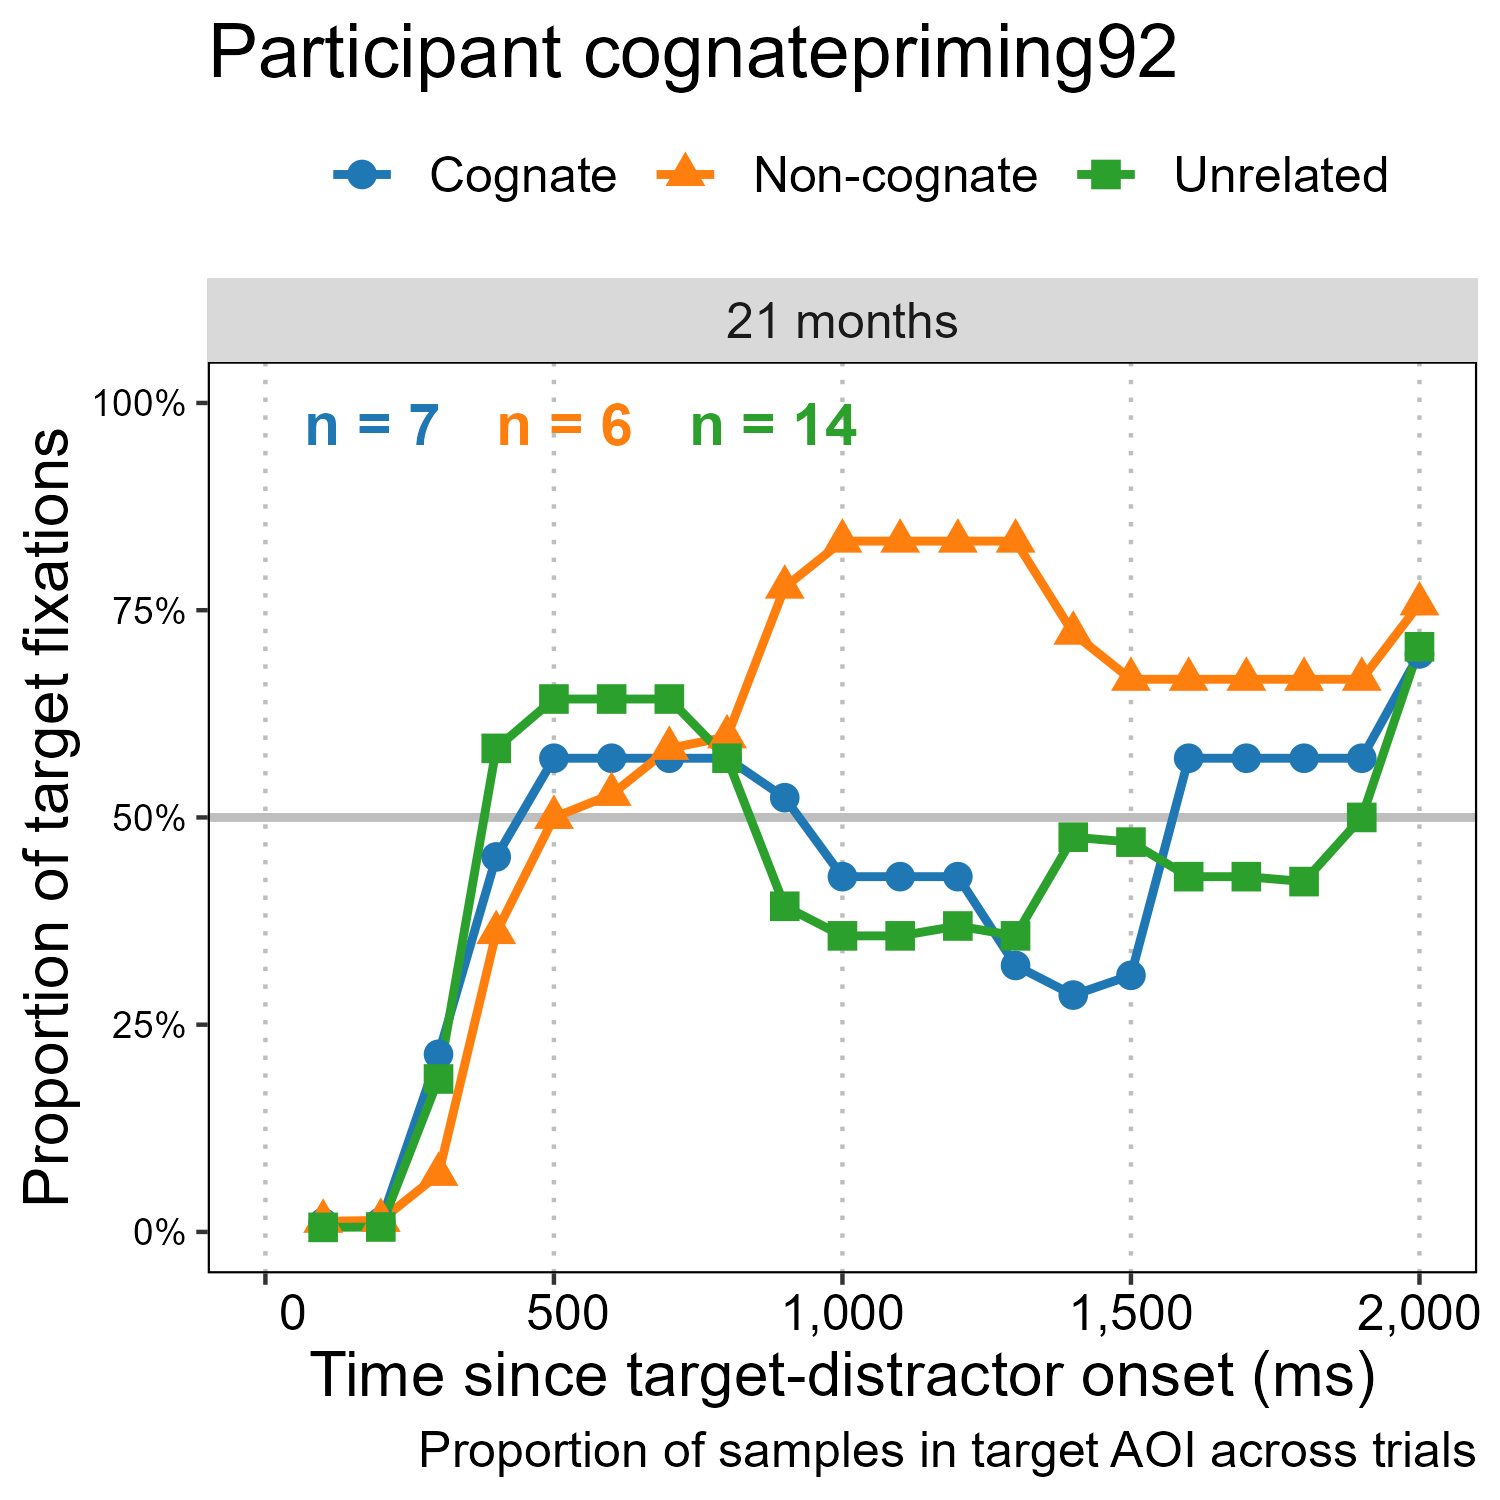 Participant cognatepriming92
Cognate Non-cognate Unrelated
21 months
n = 7 n = 6 n = 14
100%
75%
50%
25%
0%
Proportion of target fixations
0 500 1,000 1,500 2,000
Time since target-distractor onset (ms)
Proportion of samples in target AOI across trials